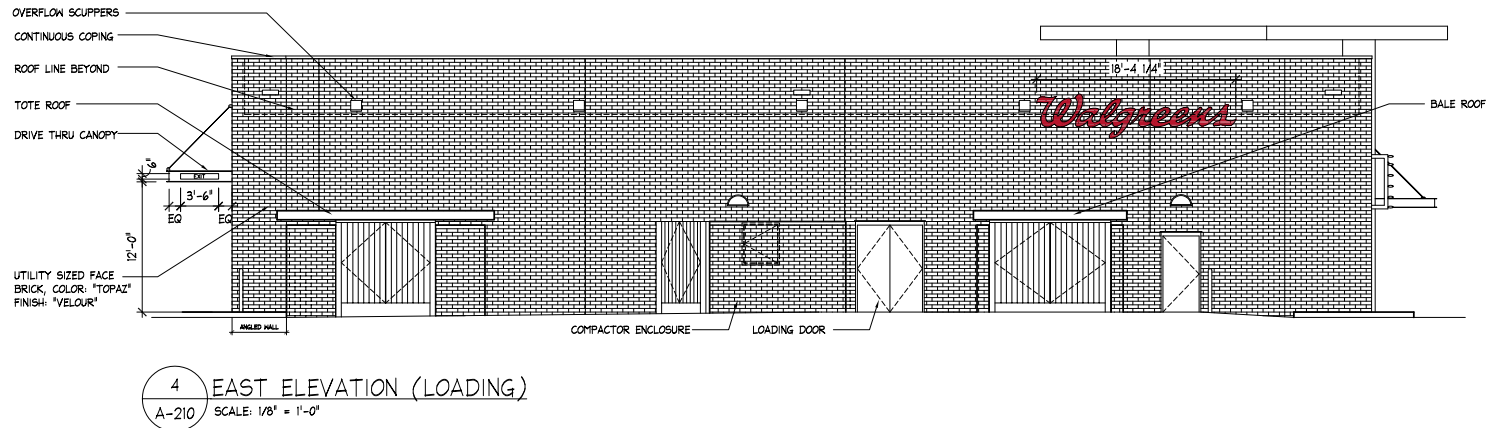 OVERFLOW SCUPPERS
CONTINUOUS COPING
ROOF LINE BEYOND
TOTE ROOF
DRIVE THRU CANOPY
18'-4 1/4"
Walgreens
BALE ROOF
6"
EXIT
3'-6"
EQ
EQ
12'-0"
UTILITY SIZED FACE
BRICK, COLOR: "TOPAZ"
FINISH: "VELOUR"
ANGLED WALL
COMPACTOR ENCLOSURE
LOADING DOOR
4
A-210
EAST ELEVATION (LOADING)
SCALE: 1/8" = 1'-0"